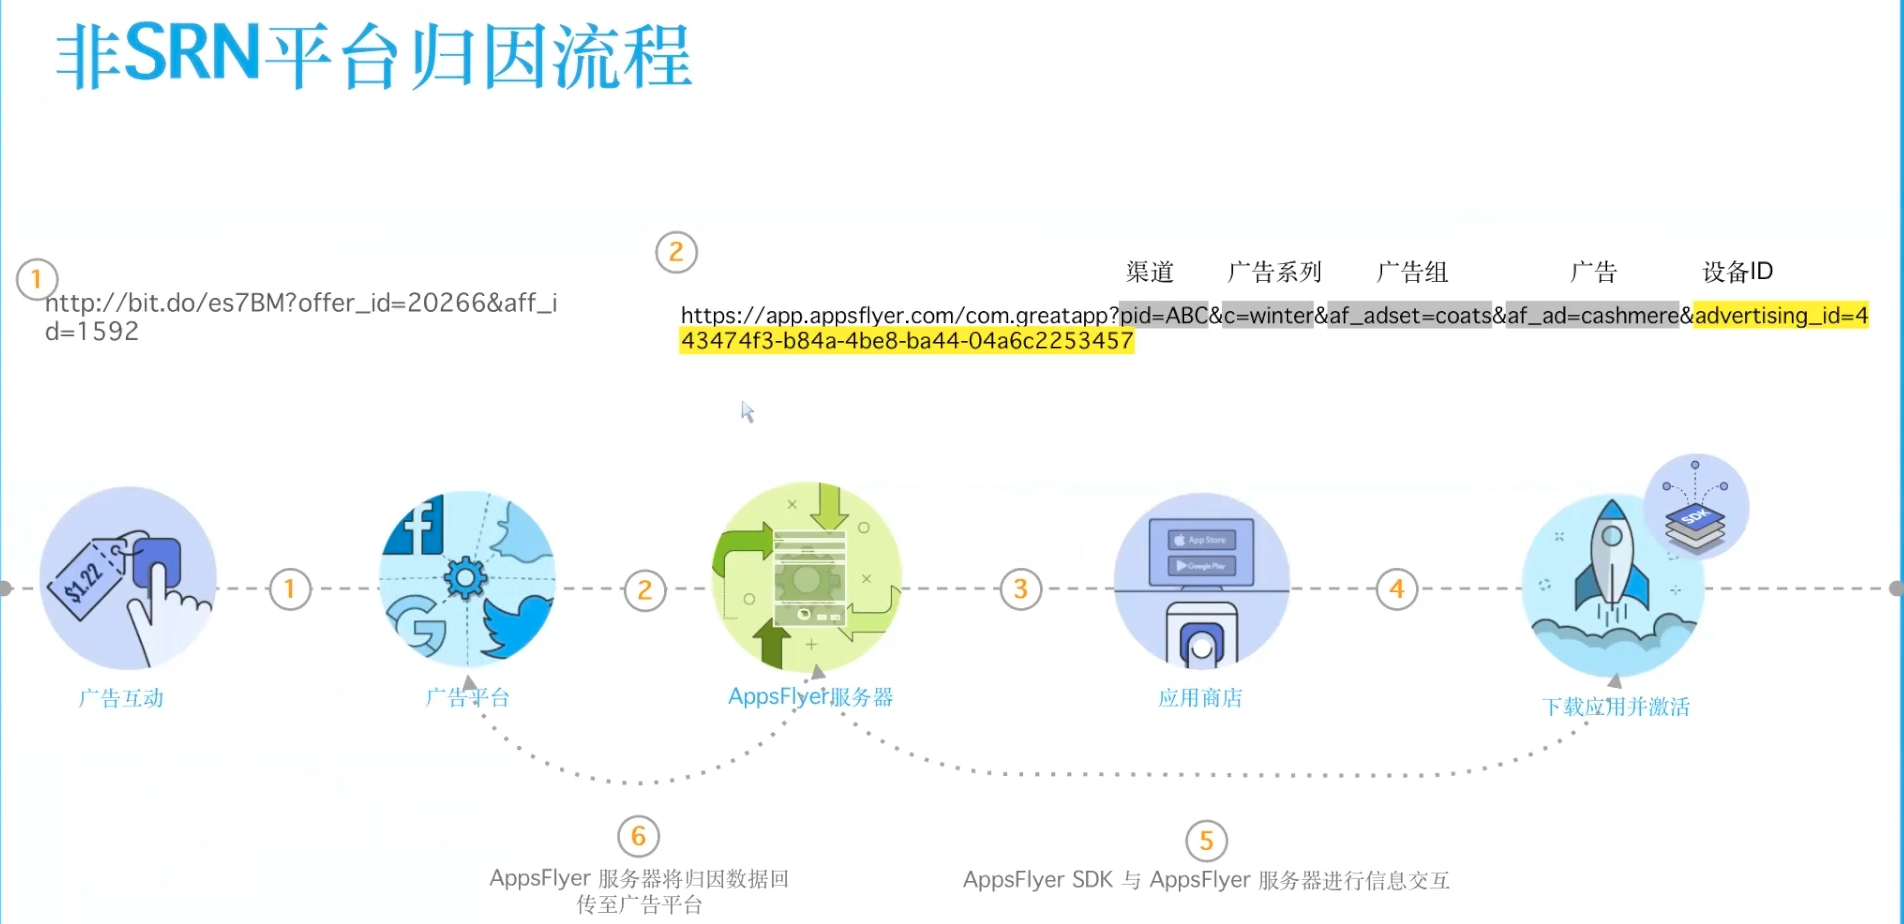 非SRN平台归因流程
1
http://bit.do/es7BM?offer_id=20266&aff_i
d=1592
2
渠道 广告系列 广告组 广告 设备ID
https://app.appsflyer.com/com.greatapp?pid=ABC&c=winter&af_adset=coats&af_ad=cashmere&advertising_id=4
43474f3-b84a-4be8-ba44-04a6c2253457
$1.22
1
2
3
App Store
Google Play
4
SDK
广告互动
广告平台
AppsFlyer服务器
应用商店
下载应用并激活
6
AppsFlyer 服务器将归因数据回
传至广告平台
5
AppsFlyer SDK 与 AppsFlyer 服务器进行信息交互